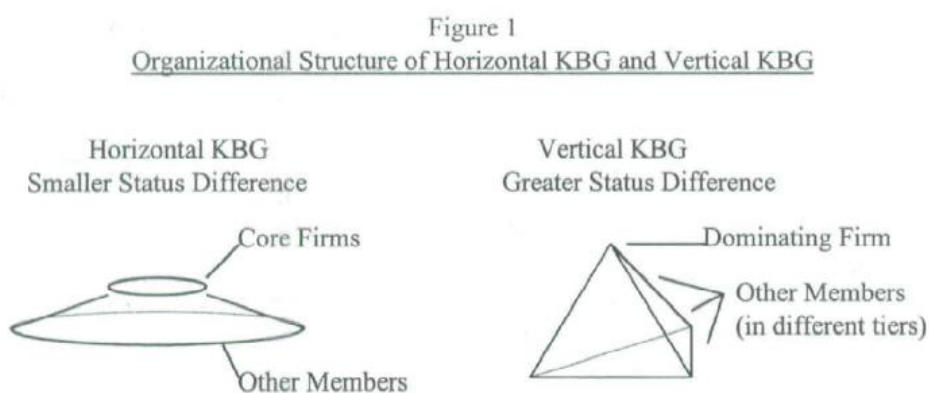 Figure 1
Organizational Structure of Horizontal KBG and Vertical KBG
Horizontal KBG
Smaller Status Difference
Core Firms
Other Members
Vertical KBG
Greater Status Difference
Dominating Firm
Other Members
(in different tiers)